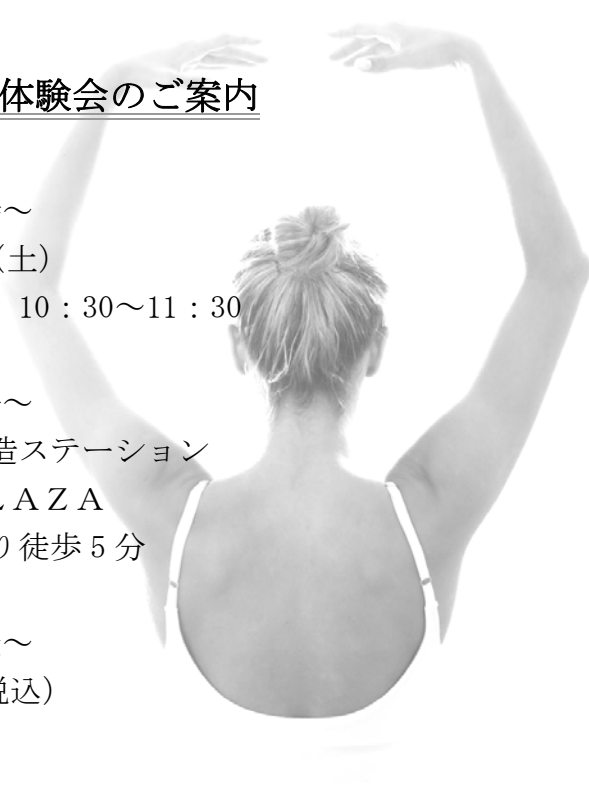 体験会のご案内
～
（土）
10：30～11：30
～
造ステーション
ＬＡＺＡ
り徒歩５分
～
税込）